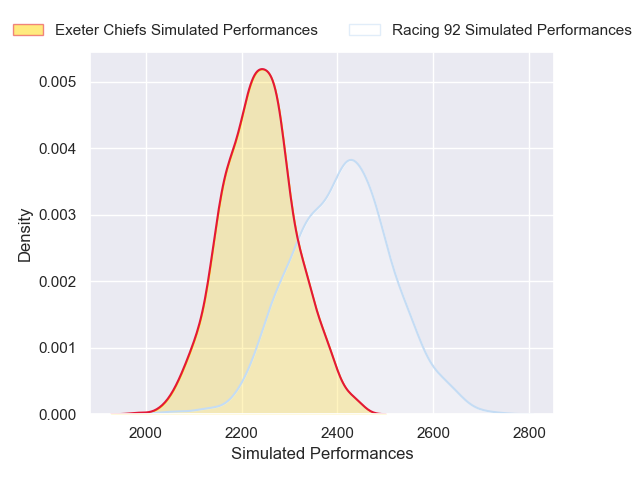 Exeter Chiefs Simulated Performances
Racing 92 Simulated Performances
0.005
0.004
0.003
0.002
0.001
0.000
Density
2000
2200
2400
2600
2800
Simulated Performances